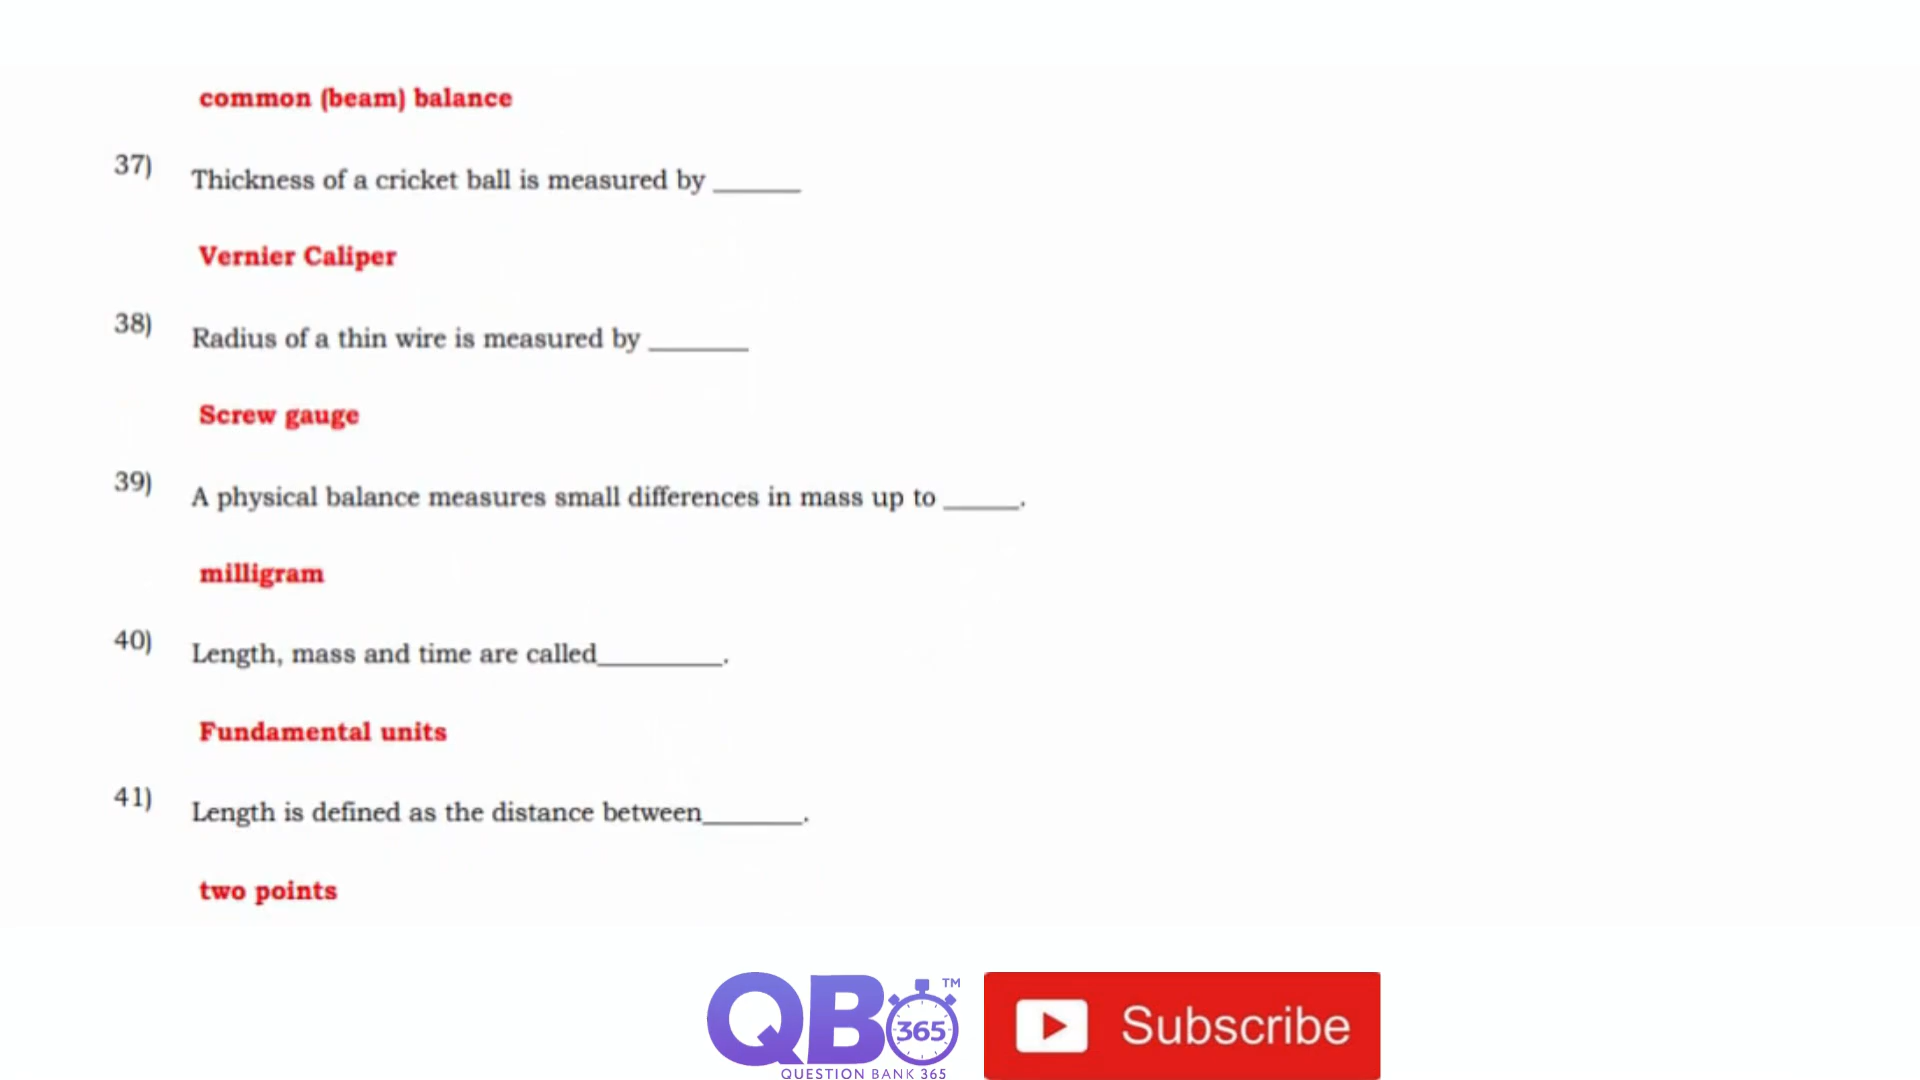 common (beam) balance
37) Thickness of a cricket ball is measured by ______
Vernier Caliper
38) Radius of a thin wire is measured by _______
Screw gauge
39) A physical balance measures small differences in mass up to _____.
milligram
40) Length, mass and time are called_________.
Fundamental units
41) Length is defined as the distance between_______.
two points
QB 365 TM
QUESTION BANK 365
Subscribe